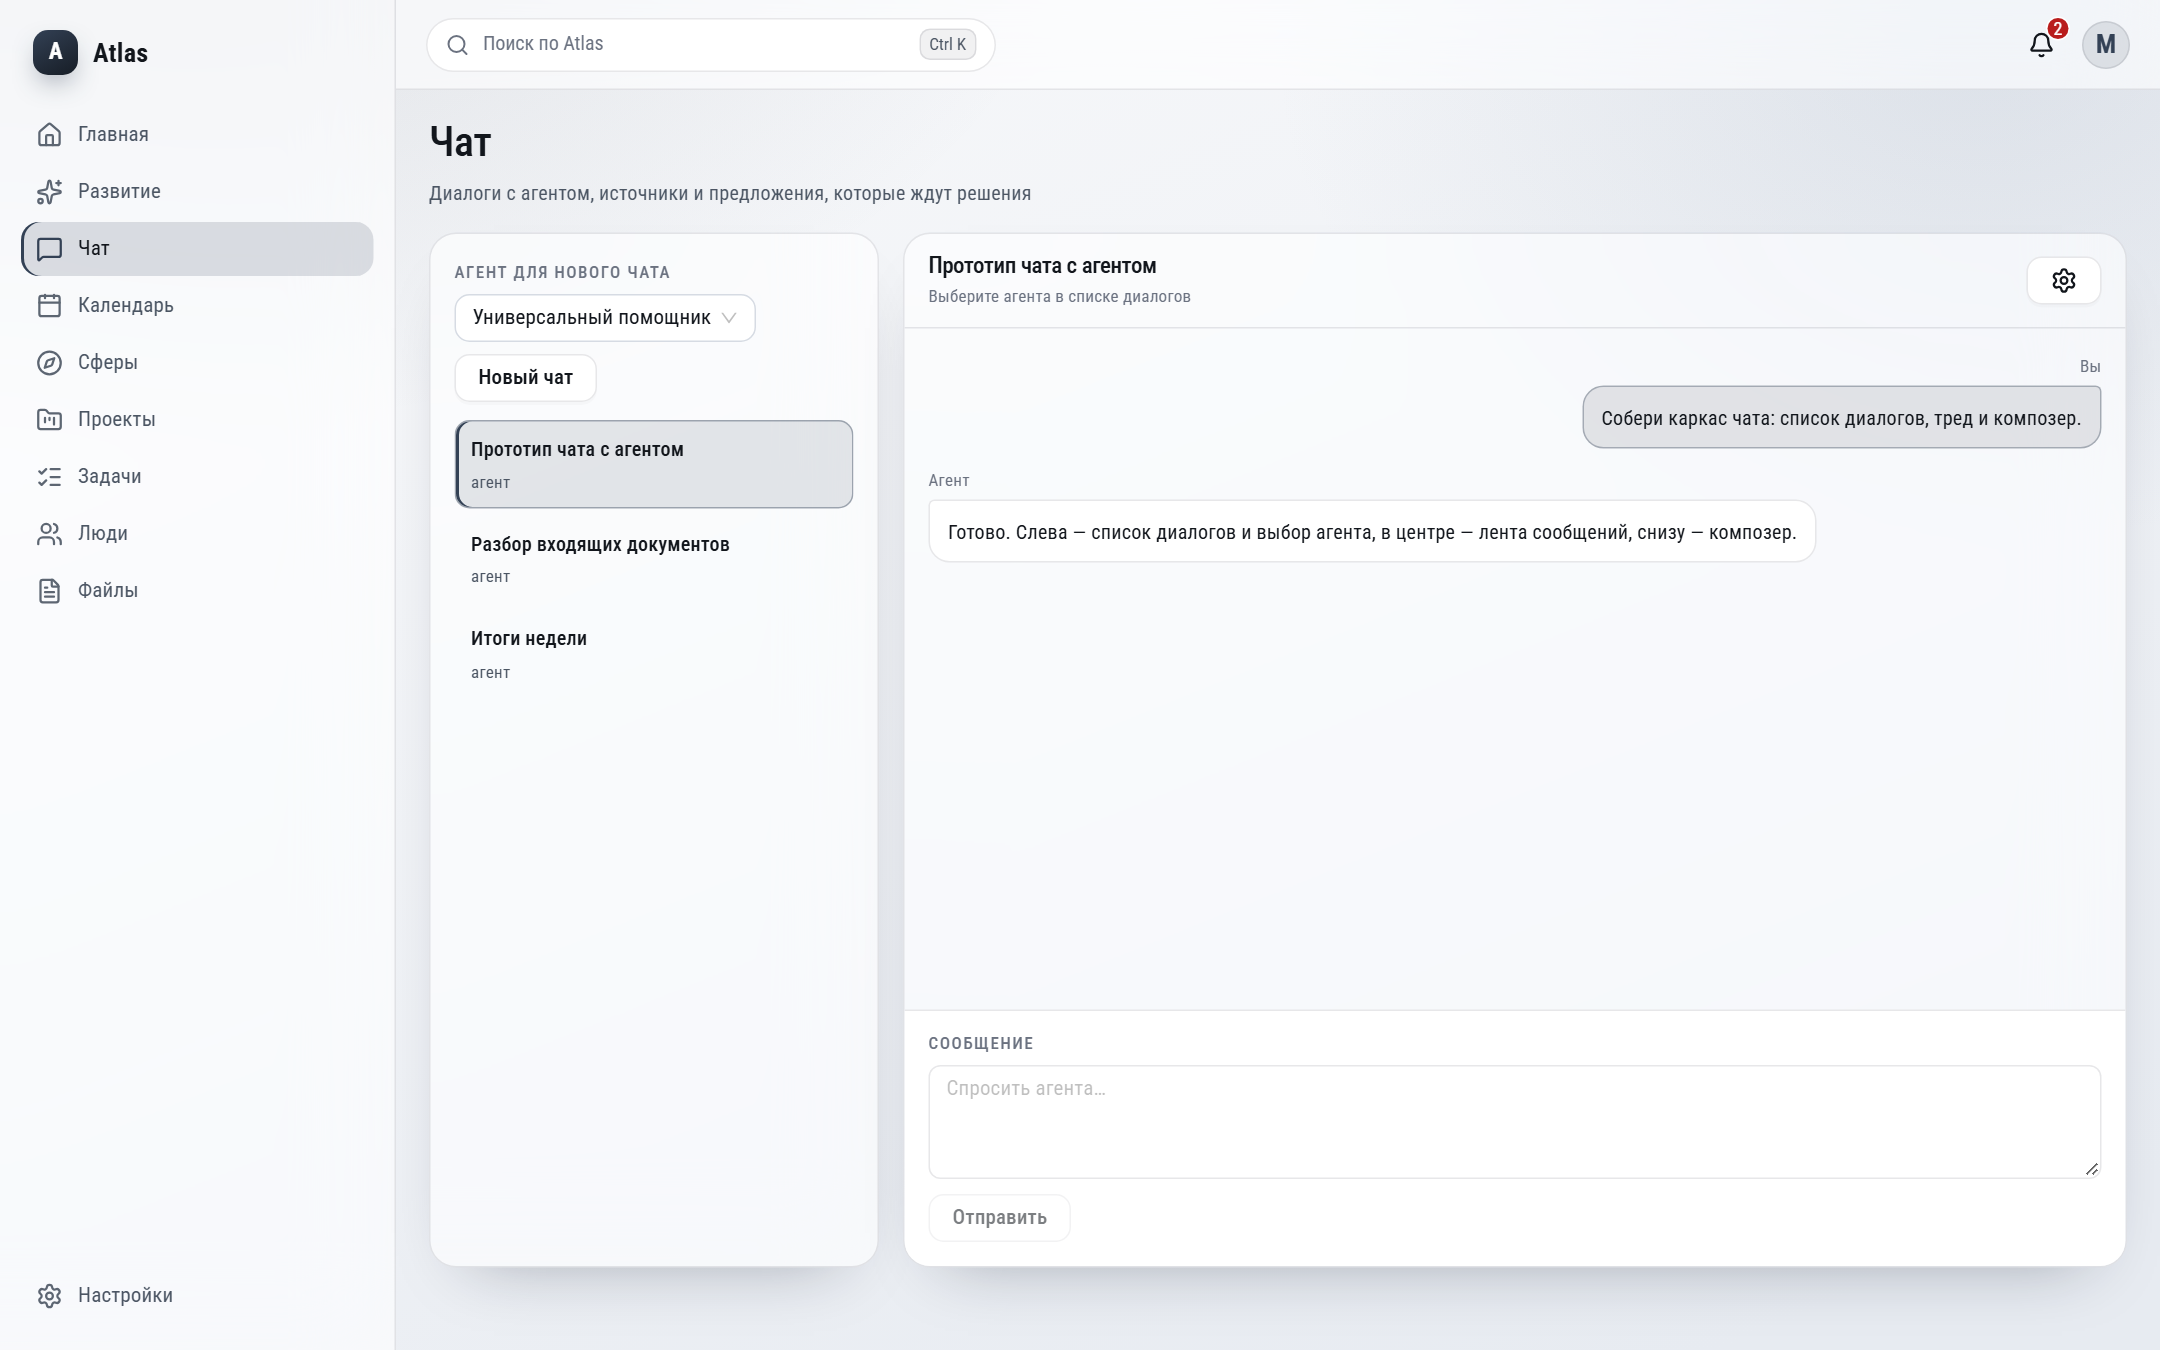 A
Atlas
Главная
Развитие
Чат
Календарь
Сферы
Проекты
Задачи
Люди
Файлы
Настройки
Поиск по Atlas
Ctrl K
2
M
Чат
Диалоги с агентом, источники и предложения, которые ждут решения
АГЕНТ ДЛЯ НОВОГО ЧАТА
Универсальный помощник
Новый чат
Прототип чата с агентом
агент
Разбор входящих документов
агент
Итоги недели
агент
Прототип чата с агентом
Выберите агента в списке диалогов
Вы
Собери каркас чата: список диалогов, тред и композер.
Агент
Готово. Слева — список диалогов и выбор агента, в центре — лента сообщений, снизу — композер.
СООБЩЕНИЕ
Спросить агента…
Отправить